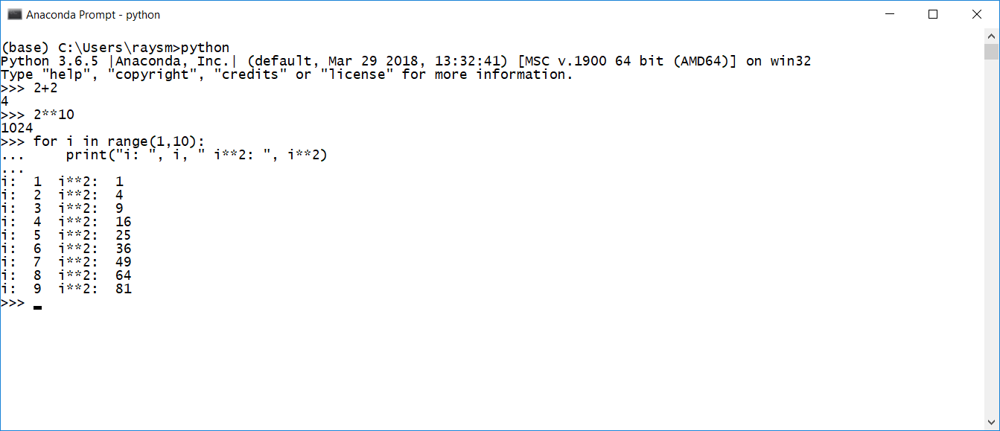 Anaconda Prompt - python
(base) C:\Users\raysm>python
Python 3.6.5 |Anaconda, Inc.| (default, Mar 29 2018, 13:32:41) [MSC v.1900 64 bit (AMD64)] on win32
Type "help", "copyright", "credits" or "license" for more information.
>>> 2+2
4
>>> 2**10
1024
>>> for i in range(1,10):
...     print("i: ", i, " i**2: ", i**2)
...
i:  1  i**2:  1
i:  2  i**2:  4
i:  3  i**2:  9
i:  4  i**2:  16
i:  5  i**2:  25
i:  6  i**2:  36
i:  7  i**2:  49
i:  8  i**2:  64
i:  9  i**2:  81
>>> _